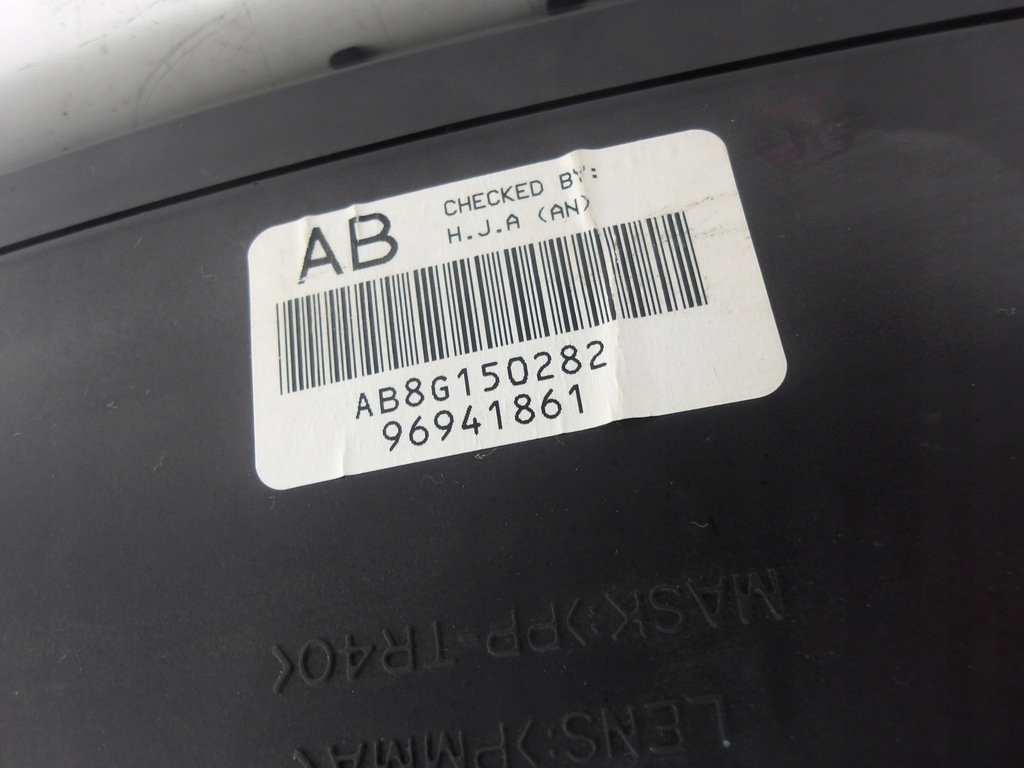 AB
CHECKED BY:
H.J.A (AN)
AB8G150282
96941861
MASK:>PP-TR40<
LENS:>PMMA<